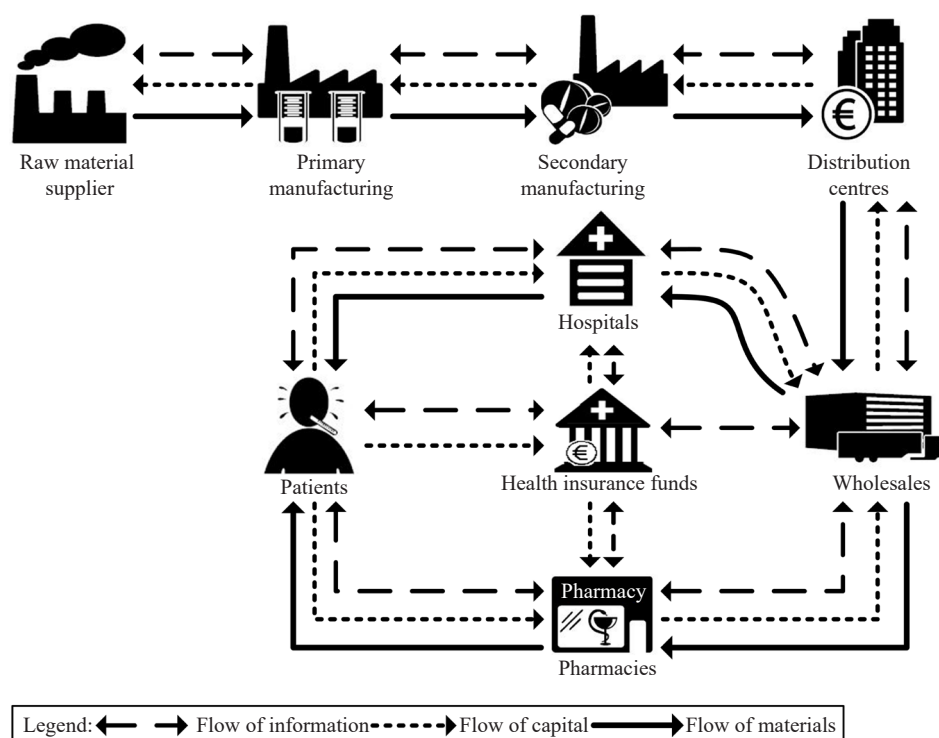 Raw material
supplier
Primary
manufacturing
Secondary
manufacturing
€
Distribution
centres
Hospitals
Patients
€
Health insurance funds
Wholesales
Pharmacy
Pharmacies
Legend: Flow of information Flow of capital Flow of materials